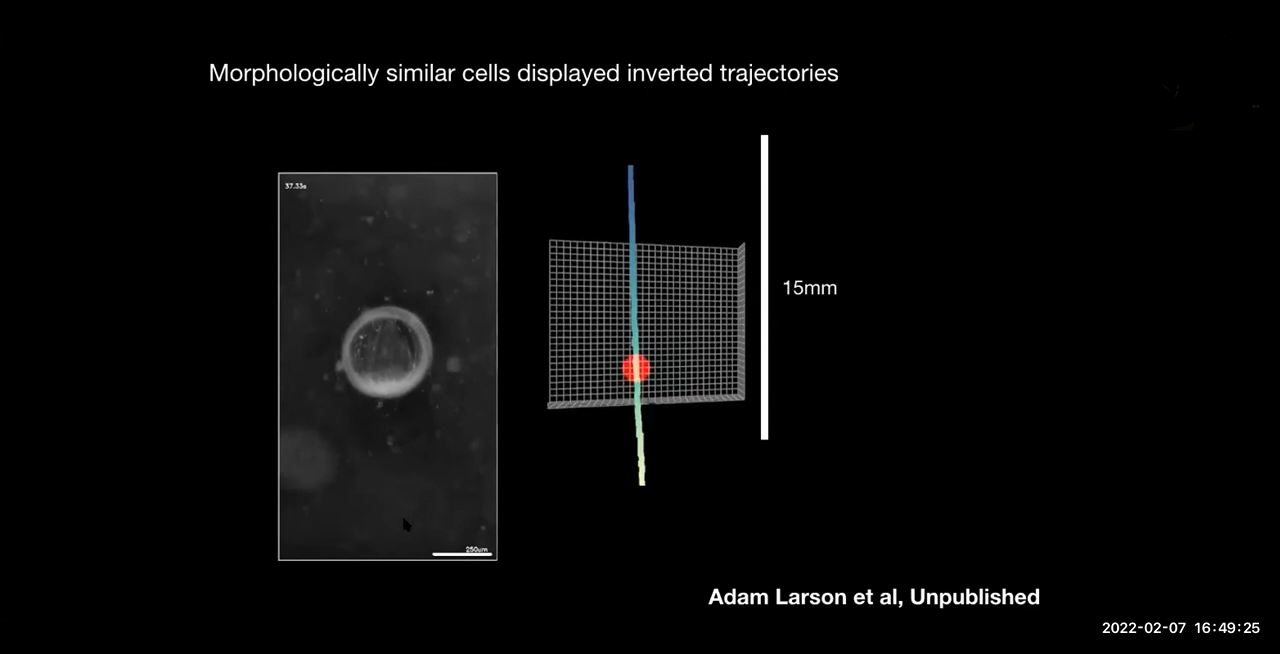 Morphologically similar cells displayed inverted trajectories
37.33s
15mm
250um
Adam Larson et al, Unpublished
2022-02-07 16:49:25